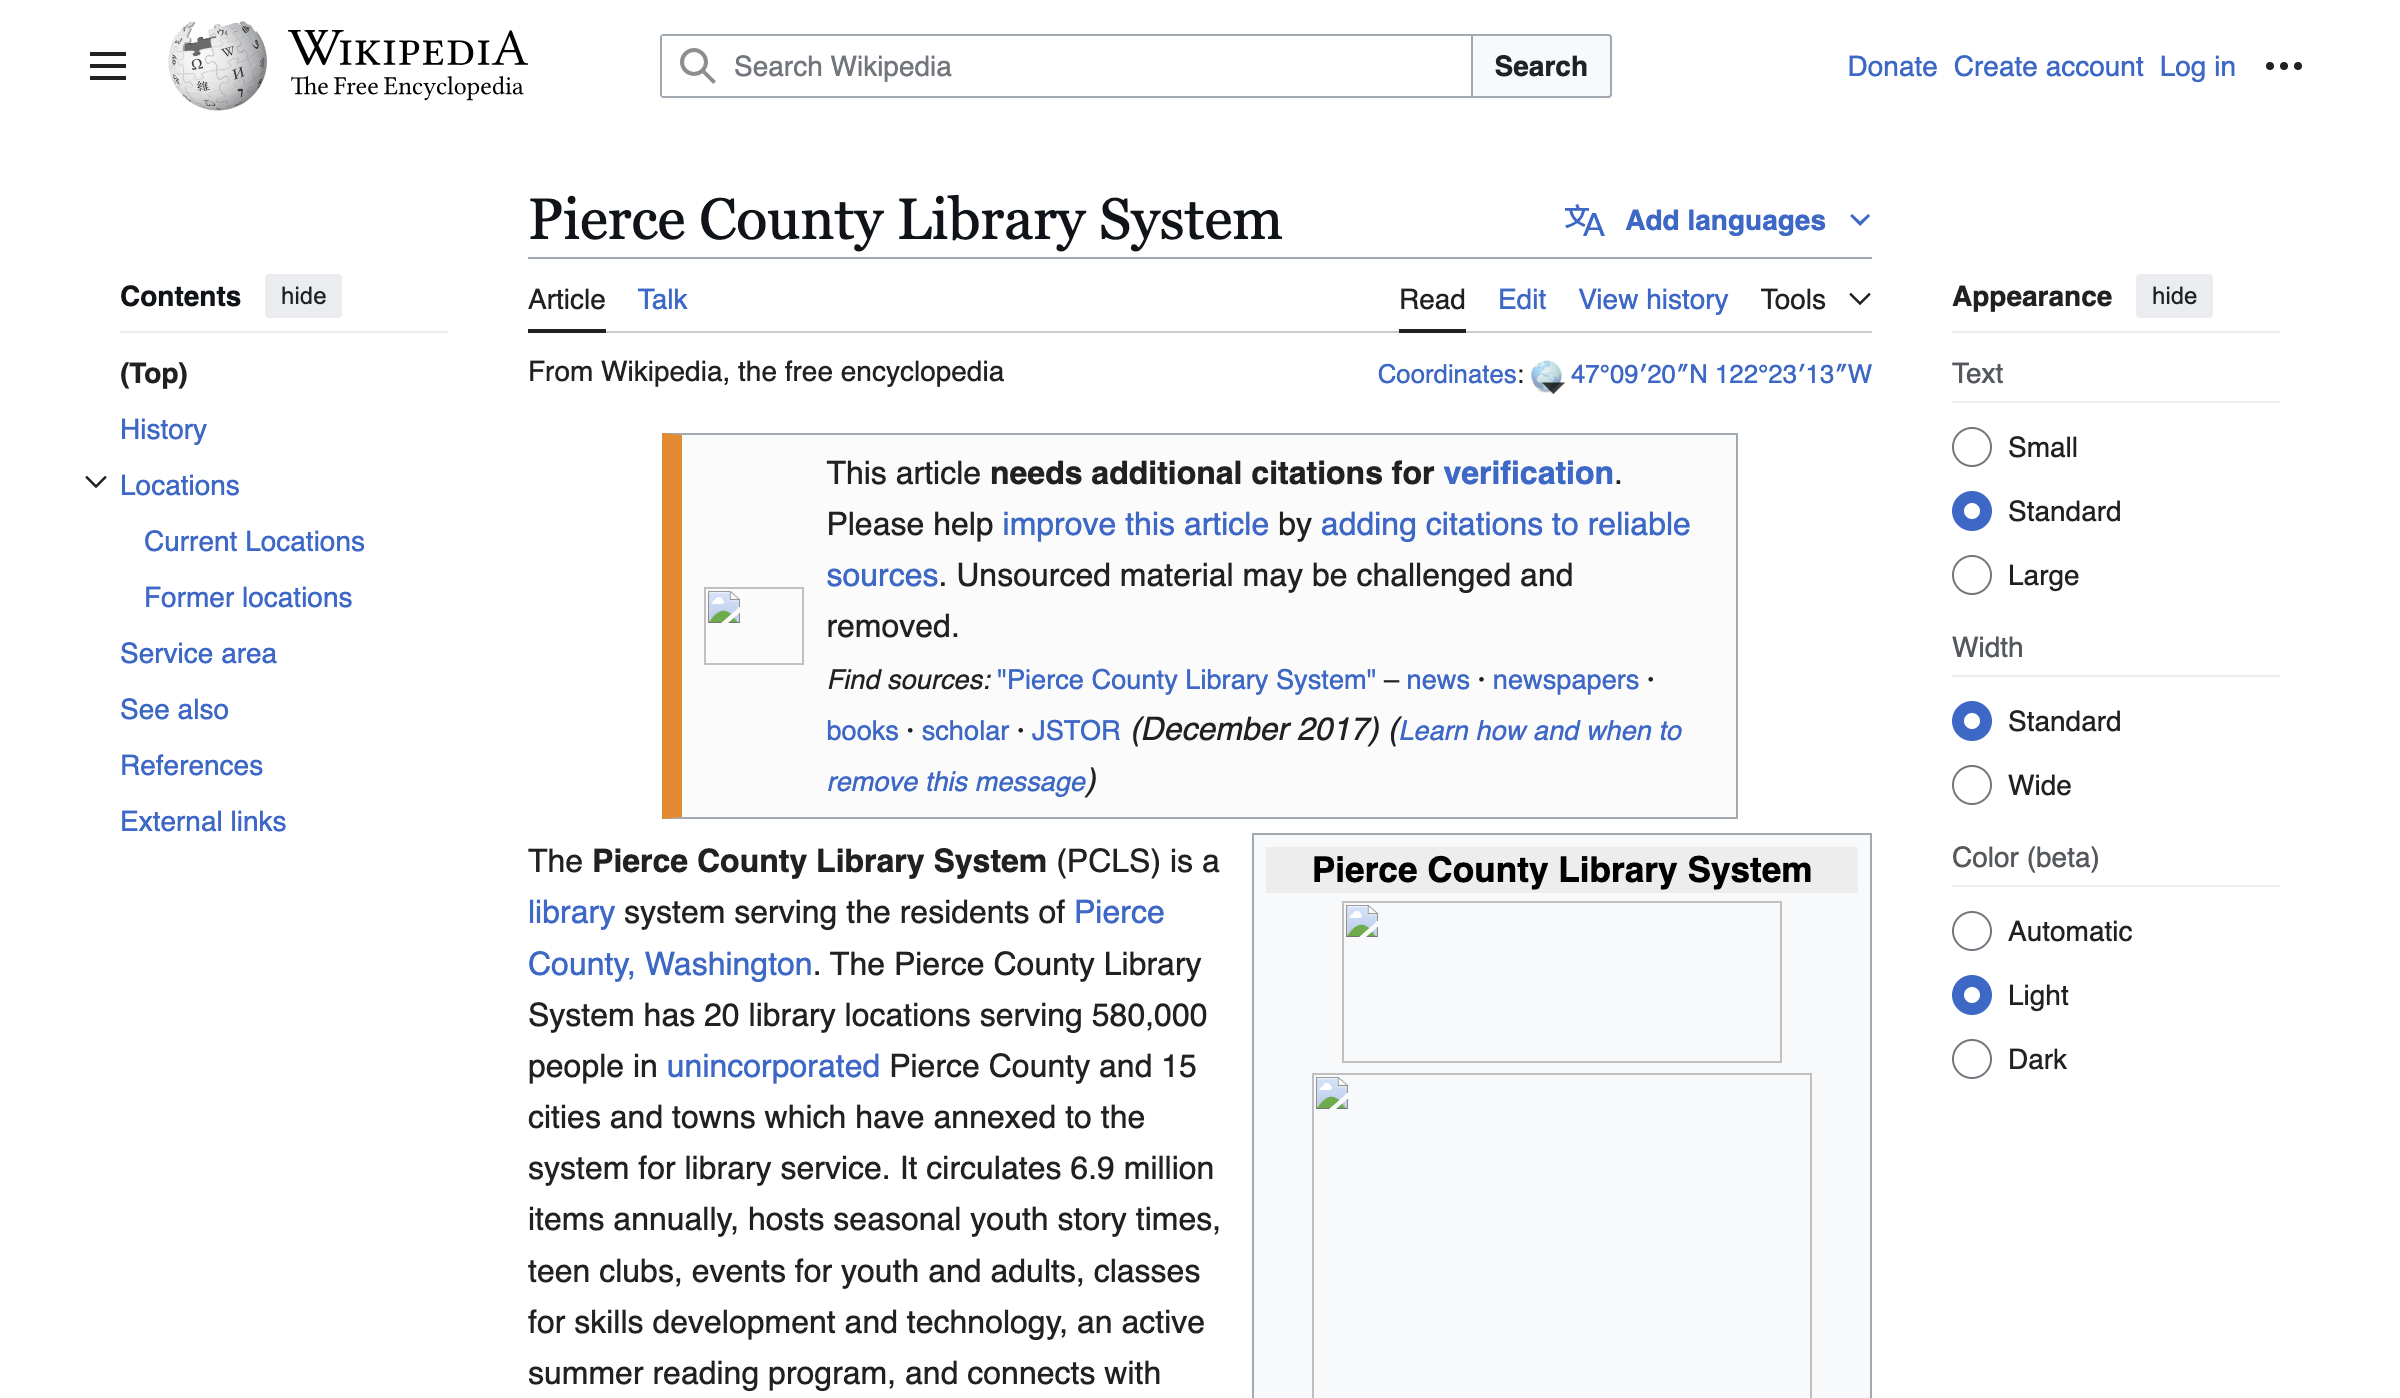 WIKIPEDIA
The Free Encyclopedia
Search Wikipedia
Search
Donate Create account Log in
Pierce County Library System
Add languages
Contents hide
(Top)
History
Locations
Current Locations
Former locations
Service area
See also
References
External links
Article Talk
Read Edit View history Tools
From Wikipedia, the free encyclopedia
Coordinates: 47°09′20″N 122°23′13″W
This article needs additional citations for verification.
Please help improve this article by adding citations to reliable
sources. Unsourced material may be challenged and
removed.
Find sources: "Pierce County Library System" – news · newspapers ·
books · scholar · JSTOR (December 2017) (Learn how and when to
remove this message)
The Pierce County Library System (PCLS) is a
library system serving the residents of Pierce
County, Washington. The Pierce County Library
System has 20 library locations serving 580,000
people in unincorporated Pierce County and 15
cities and towns which have annexed to the
system for library service. It circulates 6.9 million
items annually, hosts seasonal youth story times,
teen clubs, events for youth and adults, classes
for skills development and technology, an active
summer reading program, and connects with
Pierce County Library System
Appearance hide
Text
Small
Standard
Large
Width
Standard
Wide
Color (beta)
Automatic
Light
Dark